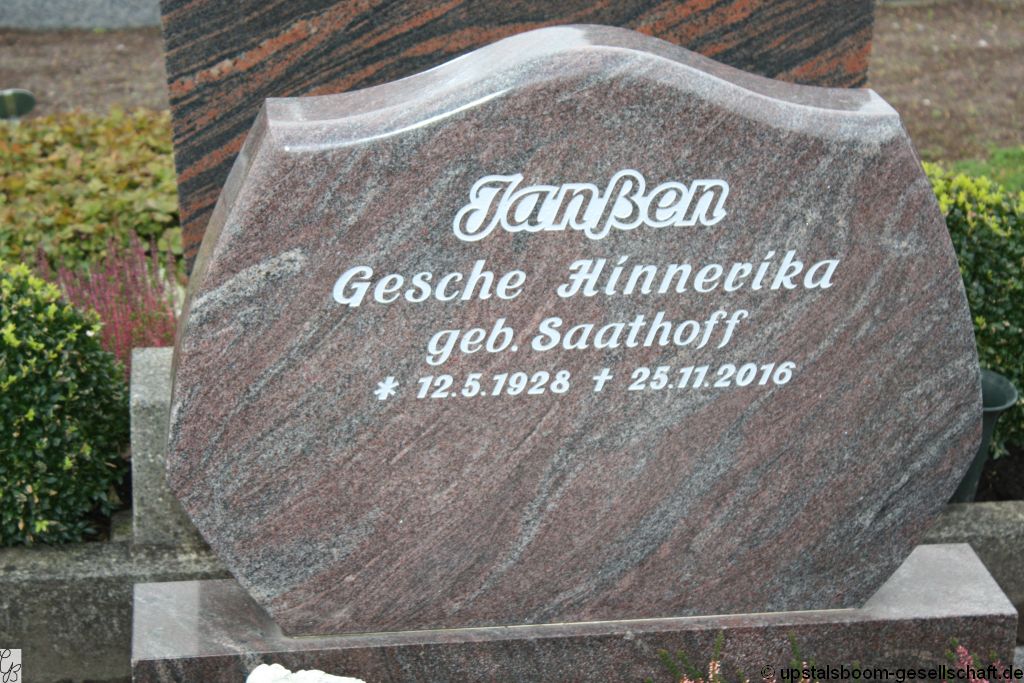 Janßen
Gesche Hinnerika
geb. Saathoff
* 12.5.1928 † 25.11.2016
© upstalsboom-gesellschaft.de